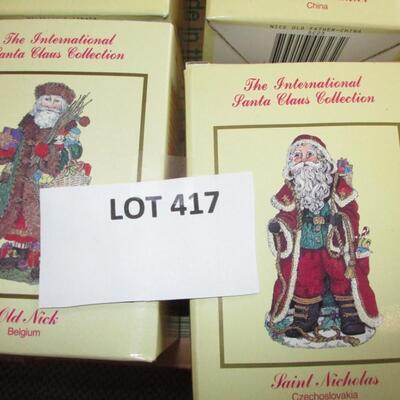 China
NICE OLD FATHER-CHINA
The International
Santa Claus Collection
The International
Santa Claus Collection
LOT 417
Old Nick
Belgium
Saint Nicholas
Czechoslovakia